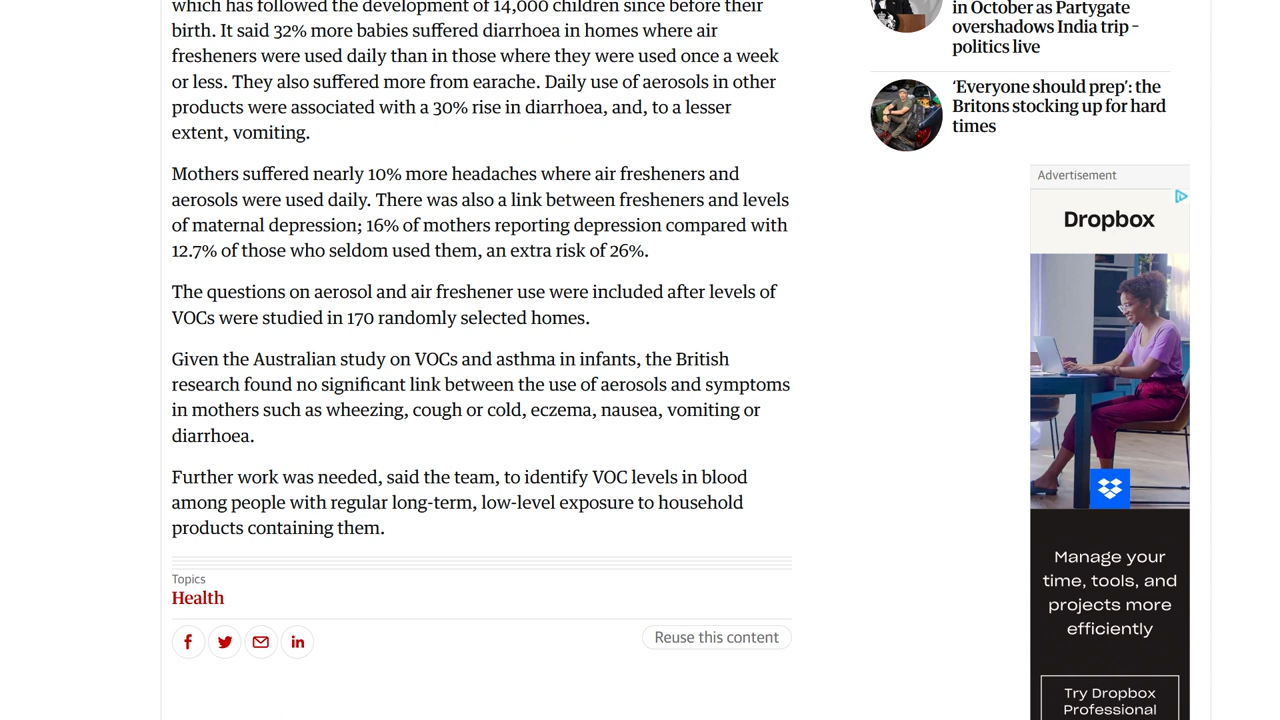 which has followed the development of 14,000 children since before their
birth. It said 32% more babies suffered diarrhoea in homes where air
fresheners were used daily than in those where they were used once a week
or less. They also suffered more from earache. Daily use of aerosols in other
products were associated with a 30% rise in diarrhoea, and, to a lesser
extent, vomiting.
Mothers suffered nearly 10% more headaches where air fresheners and
aerosols were used daily. There was also a link between fresheners and levels
of maternal depression; 16% of mothers reporting depression compared with
12.7% of those who seldom used them, an extra risk of 26%.
The questions on aerosol and air freshener use were included after levels of
VOCs were studied in 170 randomly selected homes.
Given the Australian study on VOCs and asthma in infants, the British
research found no significant link between the use of aerosols and symptoms
in mothers such as wheezing, cough or cold, eczema, nausea, vomiting or
diarrhoea.
Further work was needed, said the team, to identify VOC levels in blood
among people with regular long-term, low-level exposure to household
products containing them.
Topics
Health
Reuse this content
in October as Partygate
overshadows India trip –
politics live
‘Everyone should prep’: the
Britons stocking up for hard
times
Advertisement
Dropbox
Manage your
time, tools, and
projects more
efficiently
Try Dropbox
Professional